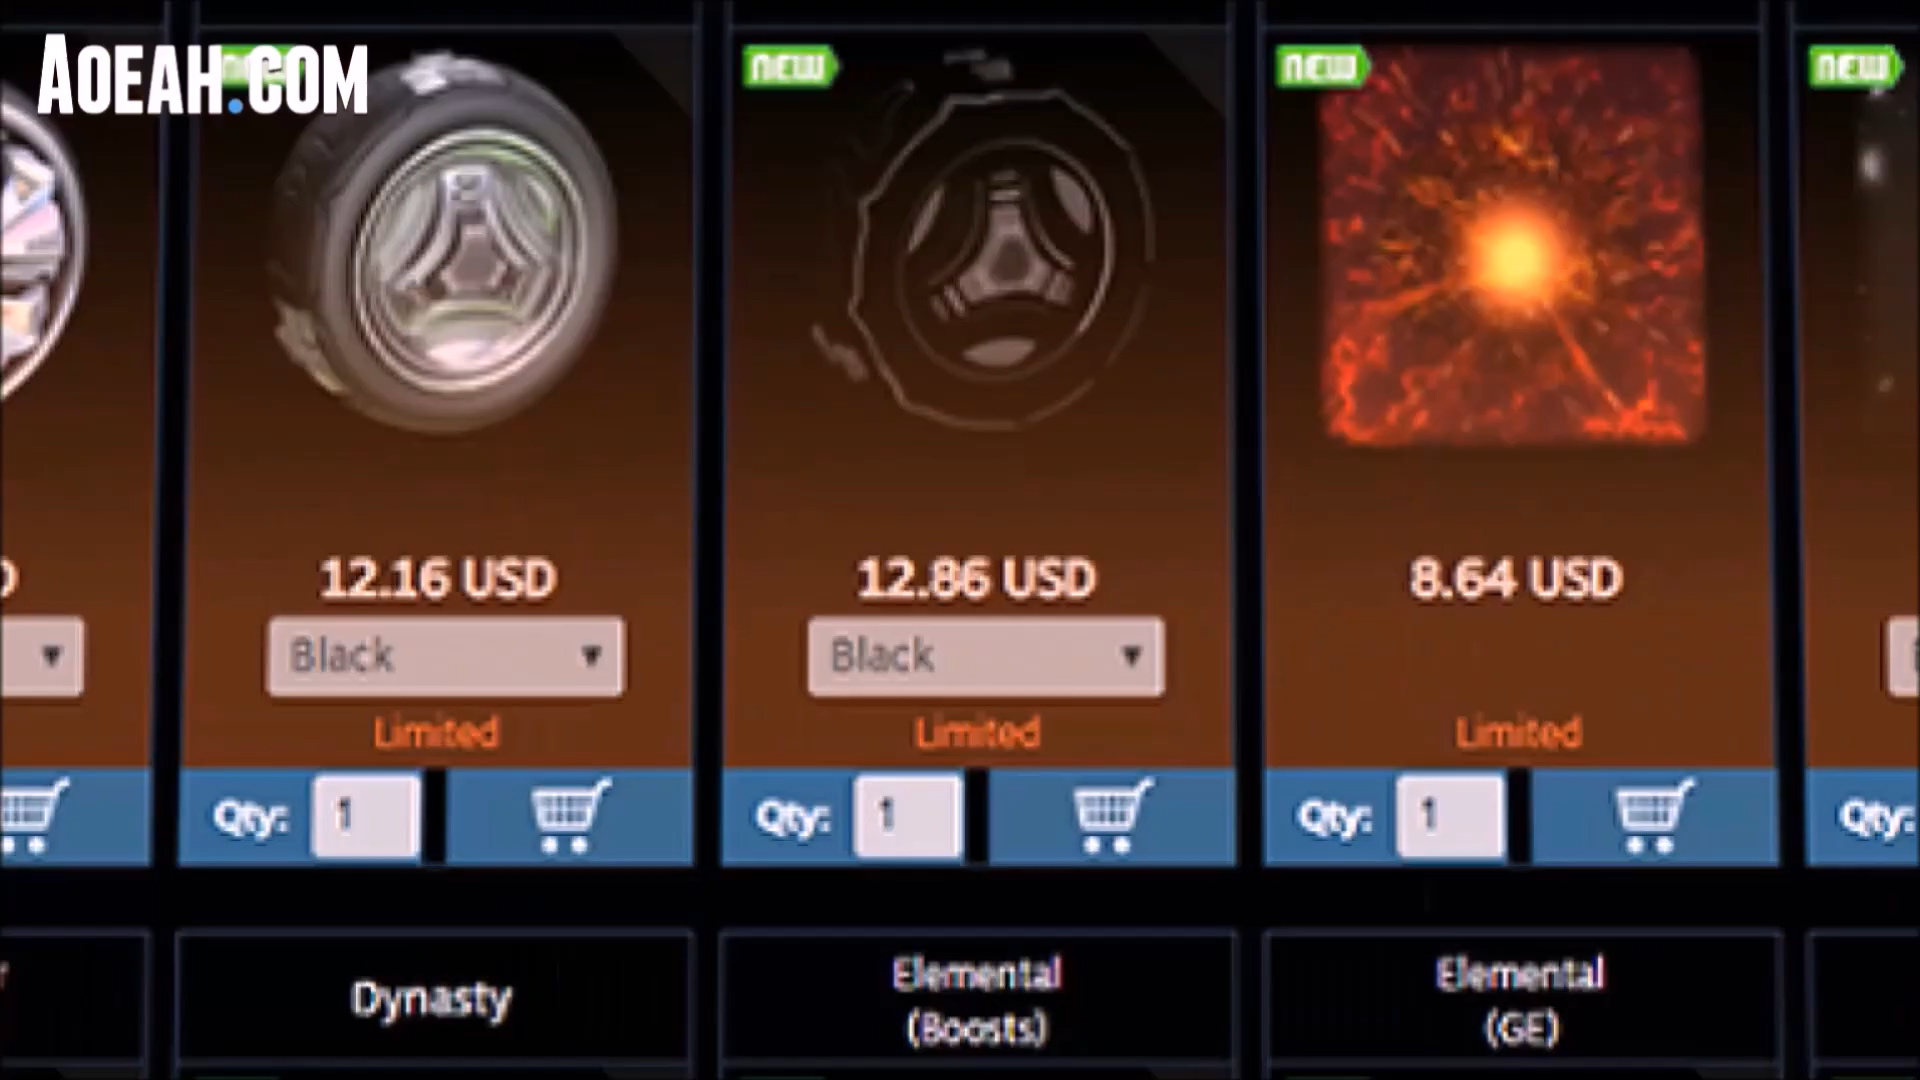 AOEAH.COM
new
new
new
12.16 USD
12.86 USD
8.64 USD
Black
Black
Limited
Limited
Limited
Qty: 1
Qty: 1
Qty: 1
Qty:
Dynasty
Elemental
(Boosts)
Elemental
(GE)